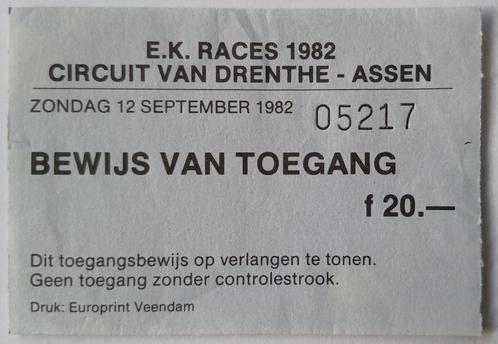 E.K. RACES 1982
CIRCUIT VAN DRENTHE - ASSEN
ZONDAG 12 SEPTEMBER 1982 05217
BEWIJS VAN TOEGANG
f 20.—
Dit toegangsbewijs op verlangen te tonen.
Geen toegang zonder controlestrook.
Druk: Europrint Veendam